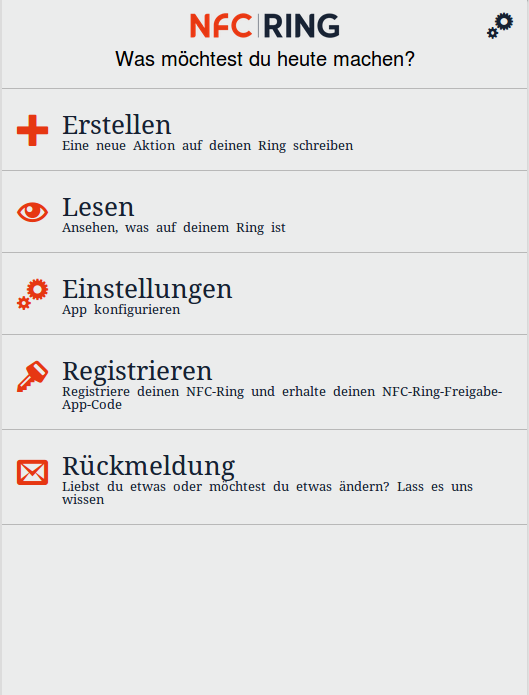 NFC RING
Was möchtest du heute machen?
Erstellen
Eine neue Aktion auf deinen Ring schreiben
Lesen
Ansehen, was auf deinem Ring ist
Einstellungen
App konfigurieren
Registrieren
Registriere deinen NFC-Ring und erhalte deinen NFC-Ring-Freigabe-
App-Code
Rückmeldung
Liebst du etwas oder möchtest du etwas ändern? Lass es uns
wissen